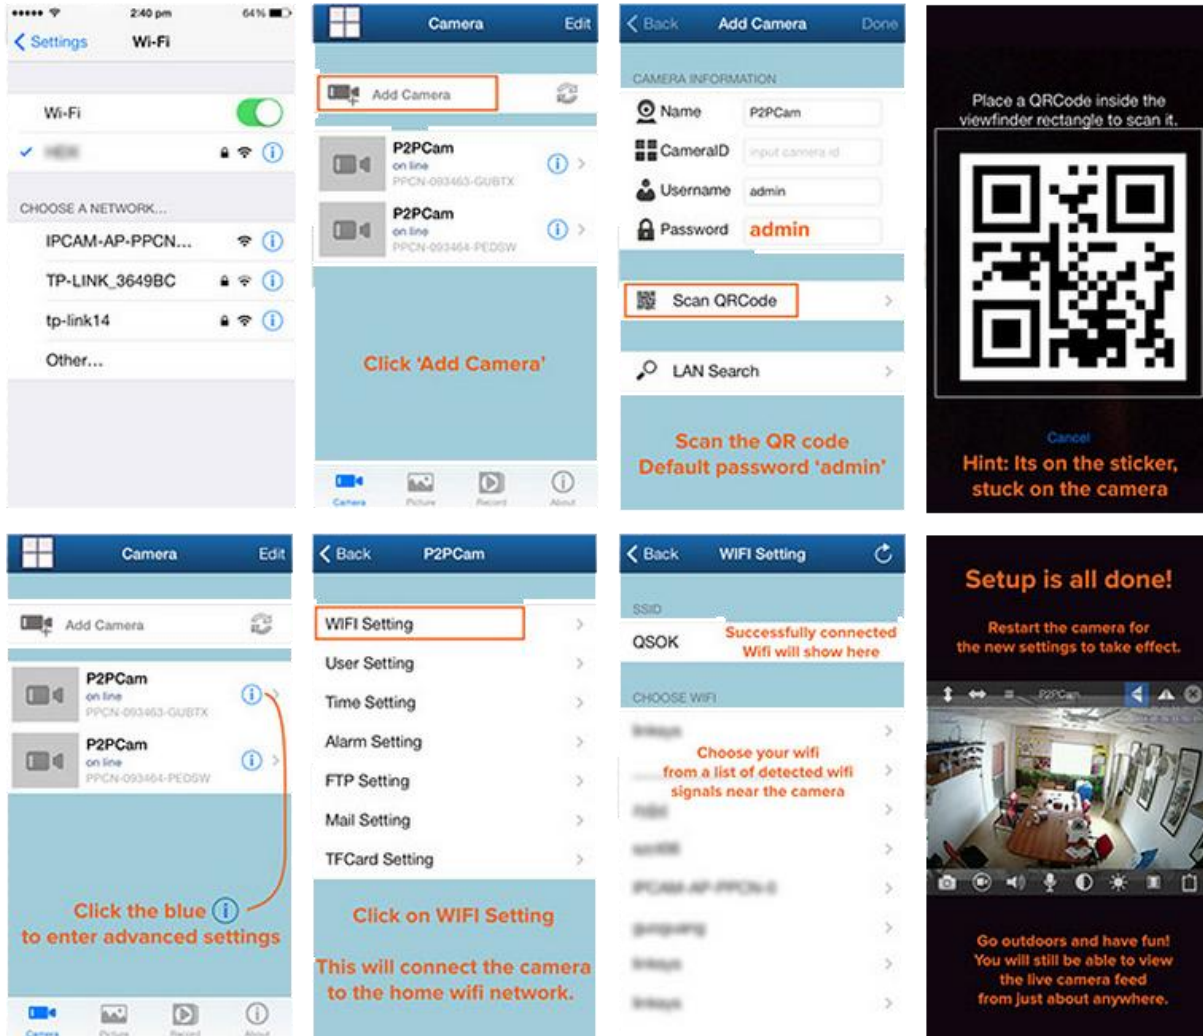 2:40 pm
64%
Settings
Wi-Fi
Wi-Fi
CHOOSE A NETWORK...
IPCAM-AP-PPCN...
TP-LINK_3649BC
tp-link14
Other...
Camera
Edit
Add Camera
P2PCam
on line
PPCN-093463-GUBTX
P2PCam
on line
PPCN-093464-PEDSW
Click 'Add Camera'
Camera
Picture
Record
About
Back
Add Camera
Done
CAMERA INFORMATION
Name
P2PCam
CameraID
input camera id
Username
admin
Password
admin
Scan QRCode
LAN Search
Scan the QR code
Default password 'admin'
Place a QRCode inside the
viewfinder rectangle to scan it.
Cancel
Hint: Its on the sticker,
stuck on the camera
Camera
Edit
Add Camera
P2PCam
on line
PPCN-093463-GUBTX
P2PCam
on line
PPCN-093464-PEDSW
Click the blue i
to enter advanced settings
Camera
Picture
Record
About
Back
P2PCam
WIFI Setting
User Setting
Time Setting
Alarm Setting
FTP Setting
Mail Setting
TFCard Setting
Click on WIFI Setting
This will connect the camera
to the home wifi network.
Back
WIFI Setting
SSID
QSOK
Successfully connected
Wifi will show here
CHOOSE WIFI
Choose your wifi
from a list of detected wifi
signals near the camera
Setup is all done!
Restart the camera for
the new settings to take effect.
P2PCam
Go outdoors and have fun!
You will still be able to view
the live camera feed
from just about anywhere.